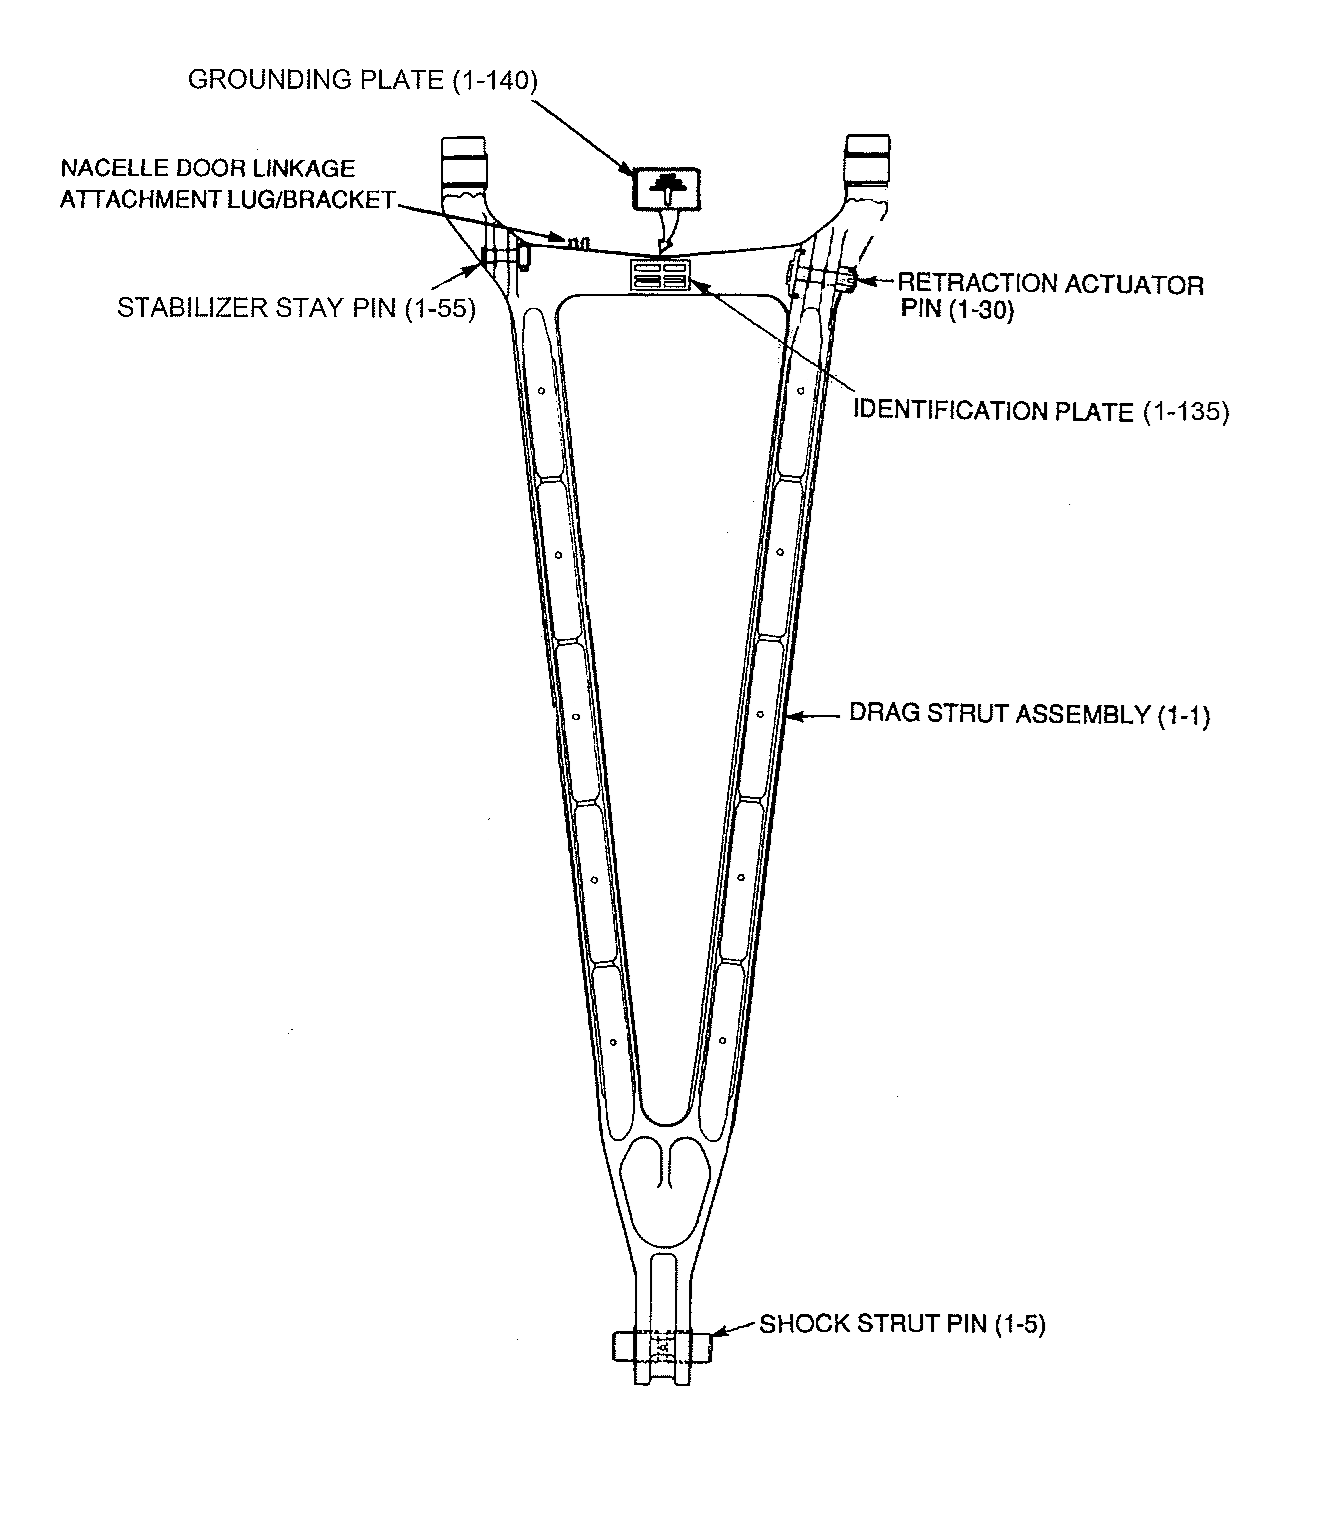 GROUNDING PLATE (1-140)
NACELLE DOOR LINKAGE
ATTACHMENT LUG/BRACKET
STABILIZER STAY PIN (1-55)
RETRACTION ACTUATOR
PIN (1-30)
IDENTIFICATION PLATE (1-135)
DRAG STRUT ASSEMBLY (1-1)
SHOCK STRUT PIN (1-5)